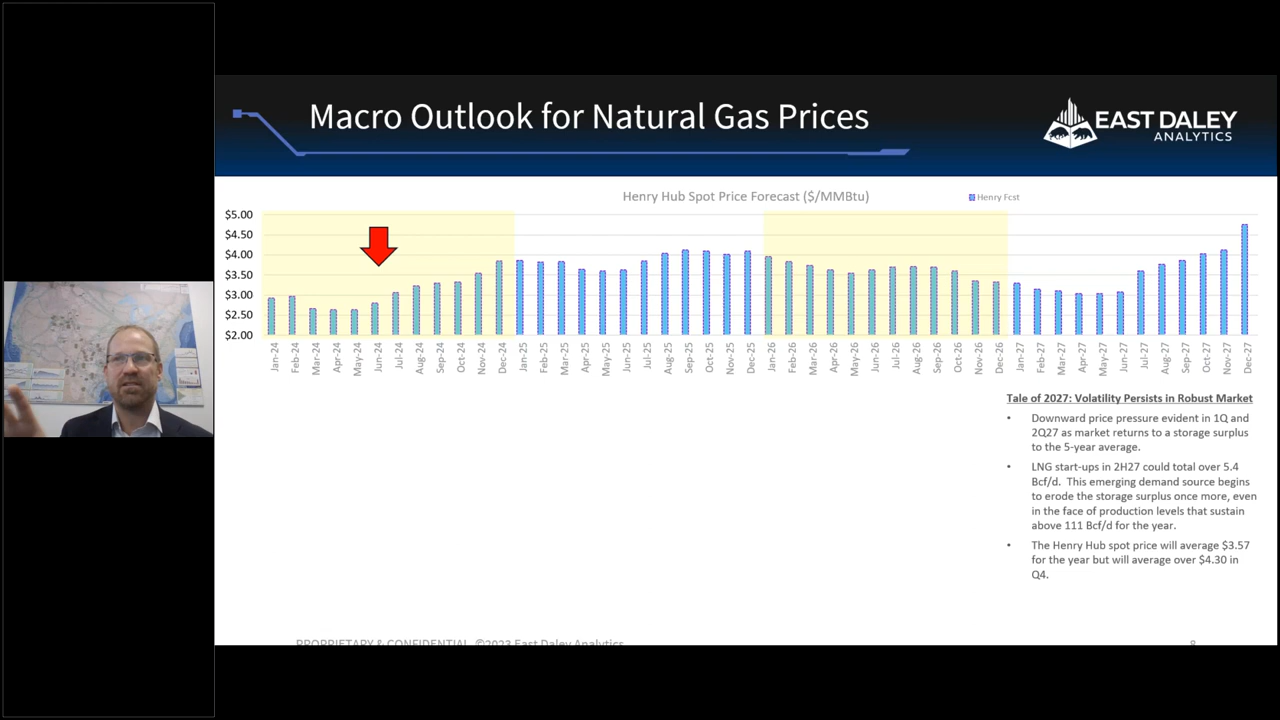 Macro Outlook for Natural Gas Prices
EAST DALEY
ANALYTICS
Henry Hub Spot Price Forecast ($/MMBtu)
Henry Fcst
$5.00
$4.50
$4.00
$3.50
$3.00
$2.50
$2.00
Jan-24
Feb-24
Mar-24
Apr-24
May-24
Jun-24
Jul-24
Aug-24
Sep-24
Oct-24
Nov-24
Dec-24
Jan-25
Feb-25
Mar-25
Apr-25
May-25
Jun-25
Jul-25
Aug-25
Sep-25
Oct-25
Nov-25
Dec-25
Jan-26
Feb-26
Mar-26
Apr-26
May-26
Jun-26
Jul-26
Aug-26
Sep-26
Oct-26
Nov-26
Dec-26
Jan-27
Feb-27
Mar-27
Apr-27
May-27
Jun-27
Jul-27
Aug-27
Sep-27
Oct-27
Nov-27
Dec-27
Tale of 2027: Volatility Persists in Robust Market
• Downward price pressure evident in 1Q and
2Q27 as market returns to a storage surplus
to the 5-year average.
• LNG start-ups in 2H27 could total over 5.4
Bcf/d. This emerging demand source begins
to erode the storage surplus once more, even
in the face of production levels that sustain
above 111 Bcf/d for the year.
• The Henry Hub spot price will average $3.57
for the year but will average over $4.30 in
Q4.
PROPRIETARY & CONFIDENTIAL ©2023 East Daley Analytics
8